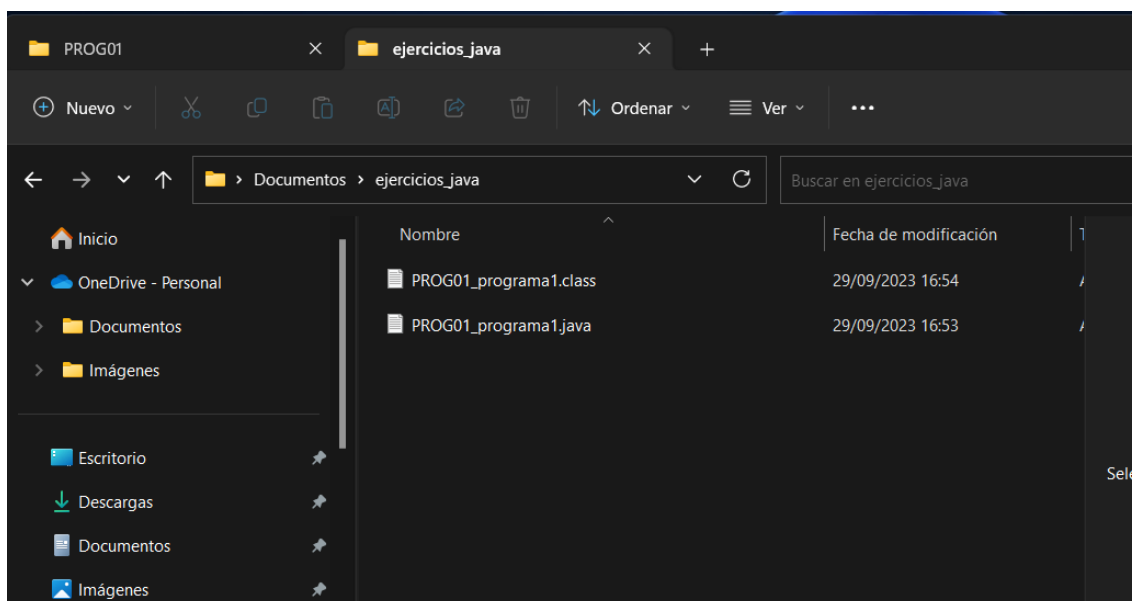 PROG01
ejercicios_java
Nuevo
Ordenar
Ver
Documentos
ejercicios_java
Buscar en ejercicios_java
Inicio
OneDrive - Personal
Documentos
Imágenes
Escritorio
Descargas
Documentos
Imágenes
Nombre
Fecha de modificación
PROG01_programa1.class
29/09/2023 16:54
PROG01_programa1.java
29/09/2023 16:53